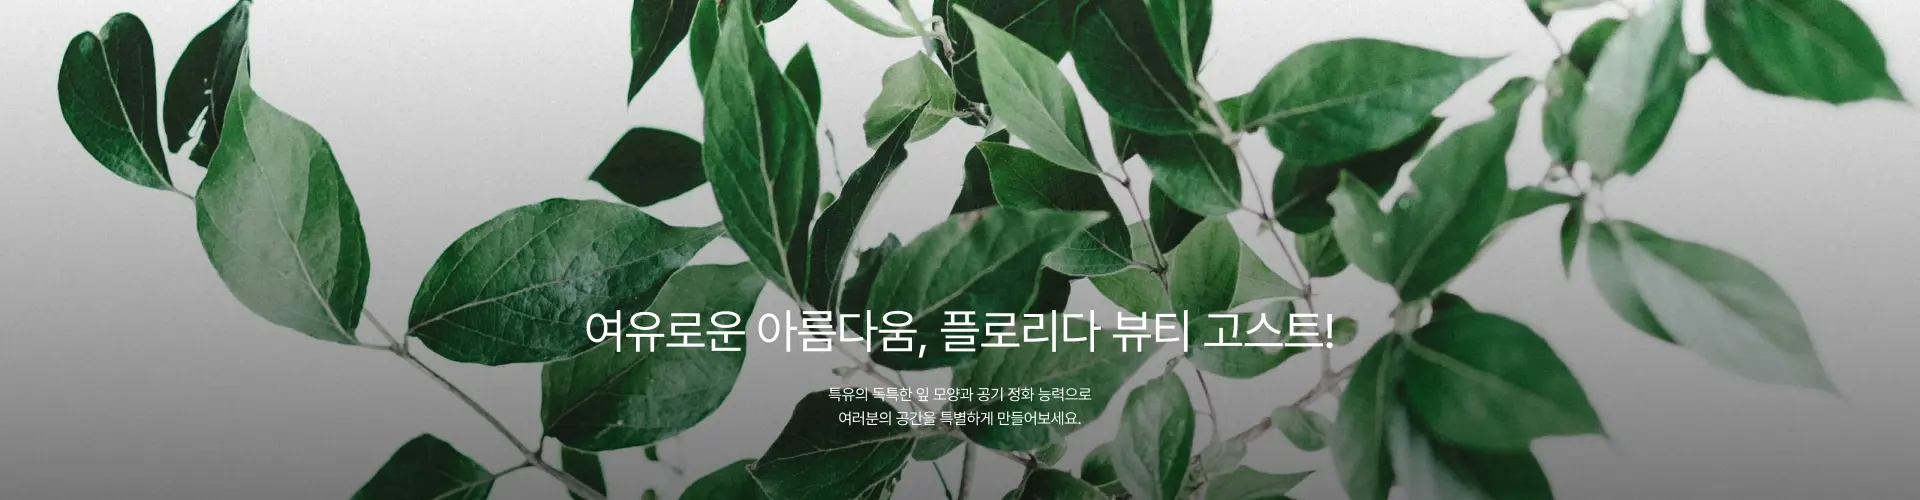 여유로운 아름다움, 플로리다 뷰티 고스트!
특유의 독특한 잎 모양과 공기 정화 능력으로
여러분의 공간을 특별하게 만들어보세요.